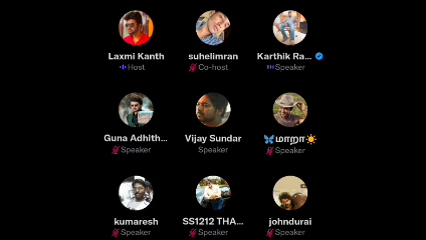 Laxmi Kanth
Host
suhelimran
Co-host
Karthik Ra...
Speaker
Guna Adhith...
Speaker
Vijay Sundar
Speaker
🦋மாறா☀️
Speaker
kumaresh
Speaker
SS1212 THA...
Speaker
johndurai
Speaker